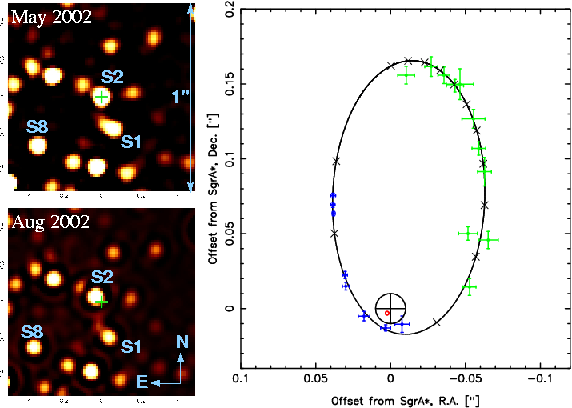 May 2002
S2
1"
S1
S8
Aug 2002
S2
S8
S1
N
E
0.2
0.15
0.1
0.05
0
Offset from SgrA*, Dec. ["]
0.1
0.05
0
-0.05
-0.1
Offset from SgrA*, R.A. ["]